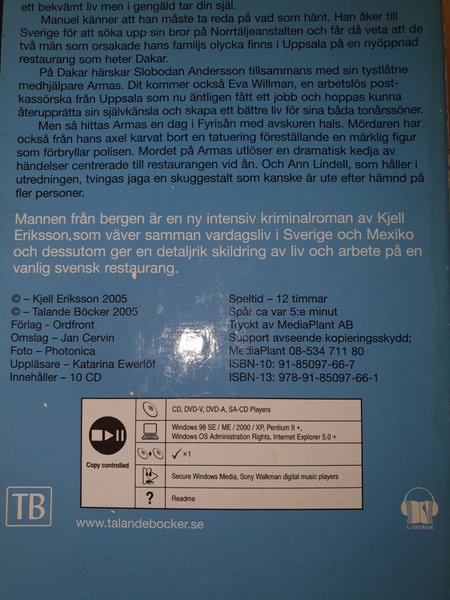 ett bekvämt liv men i gengäld tar din själ.
Manuel känner att han måste ta reda på vad som hänt. Han åker till
Sverige för att söka upp sin bror på Norrtäljeanstalten och får då veta att de
två män som orsakade hans familjs olycka finns i Uppsala på en nyöppnad
restaurang som heter Dakar.
På Dakar härskar Slobodan Andersson tillsammans med sin tystlåtne
medhjälpare Armas. Dit kommer också Eva Willman, en arbetslös post-
kassörska från Uppsala som nu äntligen fått ett jobb och hoppas kunna
återupprätta sin självkänsla och skapa ett bättre liv för sina båda tonårssöner.
Men så hittas Armas en dag i Fyrisån med avskuren hals. Mördaren har
också från hans axel karvat bort en tatuering föreställande en märklig figur
som förbryllar polisen. Mordet på Armas utlöser en dramatisk kedja av
händelser centrerade till restaurangen vid ån. Och Ann Lindell, som håller i
utredningen, tvingas jaga en skuggestalt som kanske är ute efter hämnd på
fler personer.
Mannen från bergen är en ny intensiv kriminalroman av Kjell
Eriksson,som väver samman vardagsliv i Sverige och Mexiko
och dessutom ger en detaljrik skildring av liv och arbete på en
vanlig svensk restaurang.
© – Kjell Eriksson 2005
© – Talande Böcker 2005
Förlag - Ordfront
Omslag - Jan Cervin
Foto – Photonica
Uppläsare - Katarina Ewerlöf
Innehåller – 10 CD
Speltid – 12 timmar
Spår ca var 5:e minut
Tryckt av MediaPlant AB
Support avseende kopieringsskydd;
MediaPlant 08-534 711 80
ISBN-10: 91-85097-66-7
ISBN-13: 978-91-85097-66-1
Copy controlled
CD, DVD-V, DVD-A, SA-CD Players
Windows 98 SE / ME / 2000 / XP, Pentium II +,
Windows OS Administration Rights, Internet Explorer 5.0 +
✓ ×1
Secure Windows Media, Sony Walkman digital music players
? Readme
TB
www.talandebocker.se
LJUDBOK